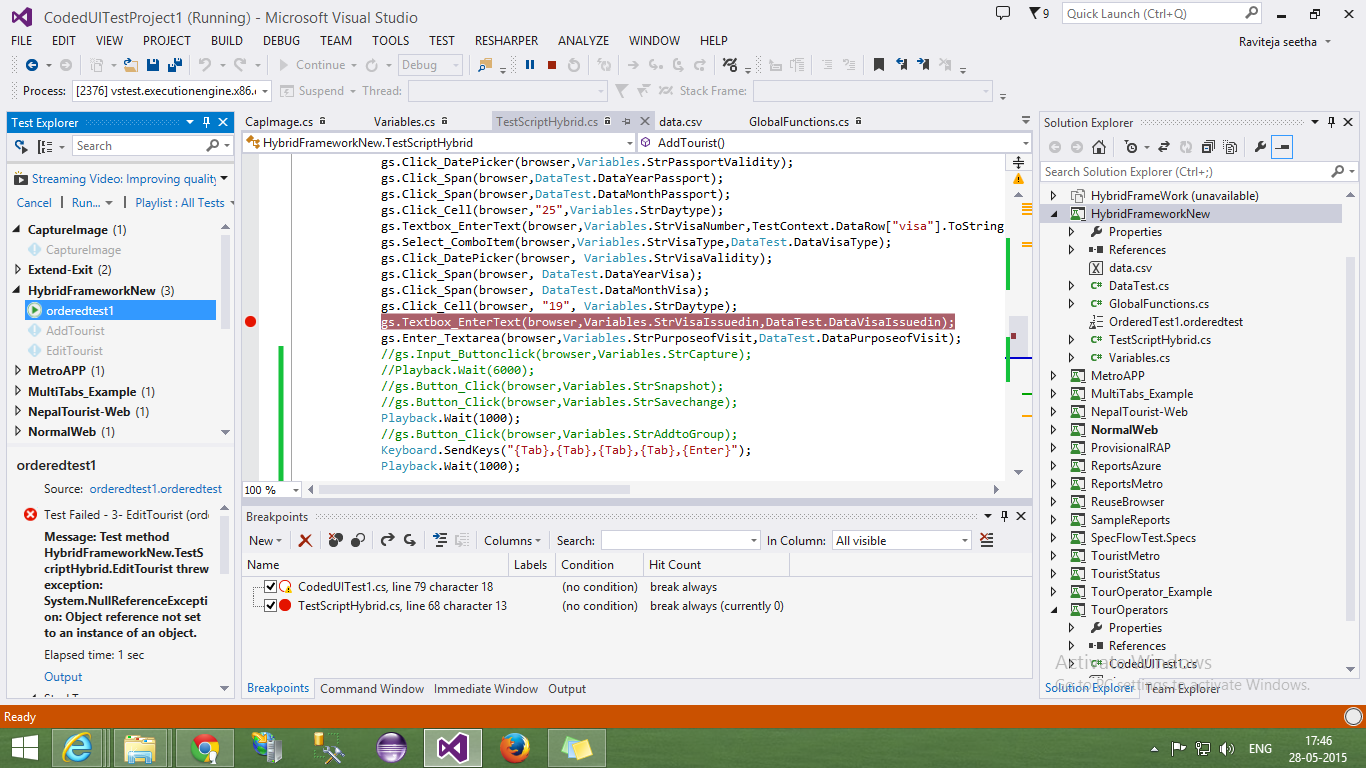 CodedUITestProject1 (Running) - Microsoft Visual Studio
9
Quick Launch (Ctrl+Q)
FILE EDIT VIEW PROJECT BUILD DEBUG TEAM TOOLS TEST RESHARPER ANALYZE WINDOW HELP
Raviteja seetha
Continue
Debug
Process: [2376] vstest.executionengine.x86.
Suspend
Thread:
Stack Frame:
Test Explorer
Search
Streaming Video: Improving quality
Cancel | Run... | Playlist : All Tests
CaptureImage (1)
CaptureImage
Extend-Exit (2)
HybridFrameworkNew (3)
orderedtest1
AddTourist
EditTourist
MetroAPP (1)
MultiTabs_Example (1)
NepalTourist-Web (1)
NormalWeb (1)
orderedtest1
Source: orderedtest1.orderedtest
Test Failed - 3- EditTourist (ord
Message: Test method
HybridFrameworkNew.TestS
criptHybrid.EditTourist threw
exception:
System.NullReferenceExcepti
on: Object reference not set
to an instance of an object.
Elapsed time: 1 sec
Output
CapImage.cs
Variables.cs
TestScriptHybrid.cs
data.csv
GlobalFunctions.cs
HybridFrameworkNew.TestScriptHybrid
AddTourist()
gs.Click_DatePicker(browser,Variables.StrPassportValidity);
gs.Click_Span(browser,DataTest.DataYearPassport);
gs.Click_Span(browser,DataTest.DataMonthPassport);
gs.Click_Cell(browser,"25",Variables.StrDaytype);
gs.Textbox_EnterText(browser,Variables.StrVisaNumber,TestContext.DataRow["visa"].ToString
gs.Select_ComboItem(browser,Variables.StrVisaType,DataTest.DataVisaType);
gs.Click_DatePicker(browser, Variables.StrVisaValidity);
gs.Click_Span(browser, DataTest.DataYearVisa);
gs.Click_Span(browser, DataTest.DataMonthVisa);
gs.Click_Cell(browser, "19", Variables.StrDaytype);
gs.Textbox_EnterText(browser,Variables.StrVisaIssuedin,DataTest.DataVisaIssuedin);
gs.Enter_Textarea(browser,Variables.StrPurposeofVisit,DataTest.DataPurposeofVisit);
//gs.Input_Buttonclick(browser,Variables.StrCapture);
//Playback.Wait(6000);
//gs.Button_Click(browser,Variables.StrSnapshot);
//gs.Button_Click(browser,Variables.StrSavechange);
Playback.Wait(1000);
//gs.Button_Click(browser,Variables.StrAddtoGroup);
Keyboard.SendKeys("{Tab},{Tab},{Tab},{Tab},{Enter}");
Playback.Wait(1000);
100 %
Breakpoints
New
Columns
Search:
In Column: All visible
Name Labels Condition Hit Count
CodedUITest1.cs, line 79 character 18 (no condition) break always
TestScriptHybrid.cs, line 68 character 13 (no condition) break always (currently 0)
Breakpoints Command Window Immediate Window Output
Solution Explorer
Search Solution Explorer (Ctrl+;)
HybridFrameWork (unavailable)
HybridFrameworkNew
Properties
References
data.csv
DataTest.cs
GlobalFunctions.cs
OrderedTest1.orderedtest
TestScriptHybrid.cs
Variables.cs
MetroAPP
MultiTabs_Example
NepalTourist-Web
NormalWeb
ProvisionalRAP
ReportsAzure
ReportsMetro
ReuseBrowser
SampleReports
SpecFlowTest.Specs
TouristMetro
TouristStatus
TourOperator_Example
TourOperators
Properties
References
CodedUITest1.cs
Activate Windows
Go to PC settings to activate Windows.
Solution Explorer Team Explorer
Ready
ENG
17:46
28-05-2015